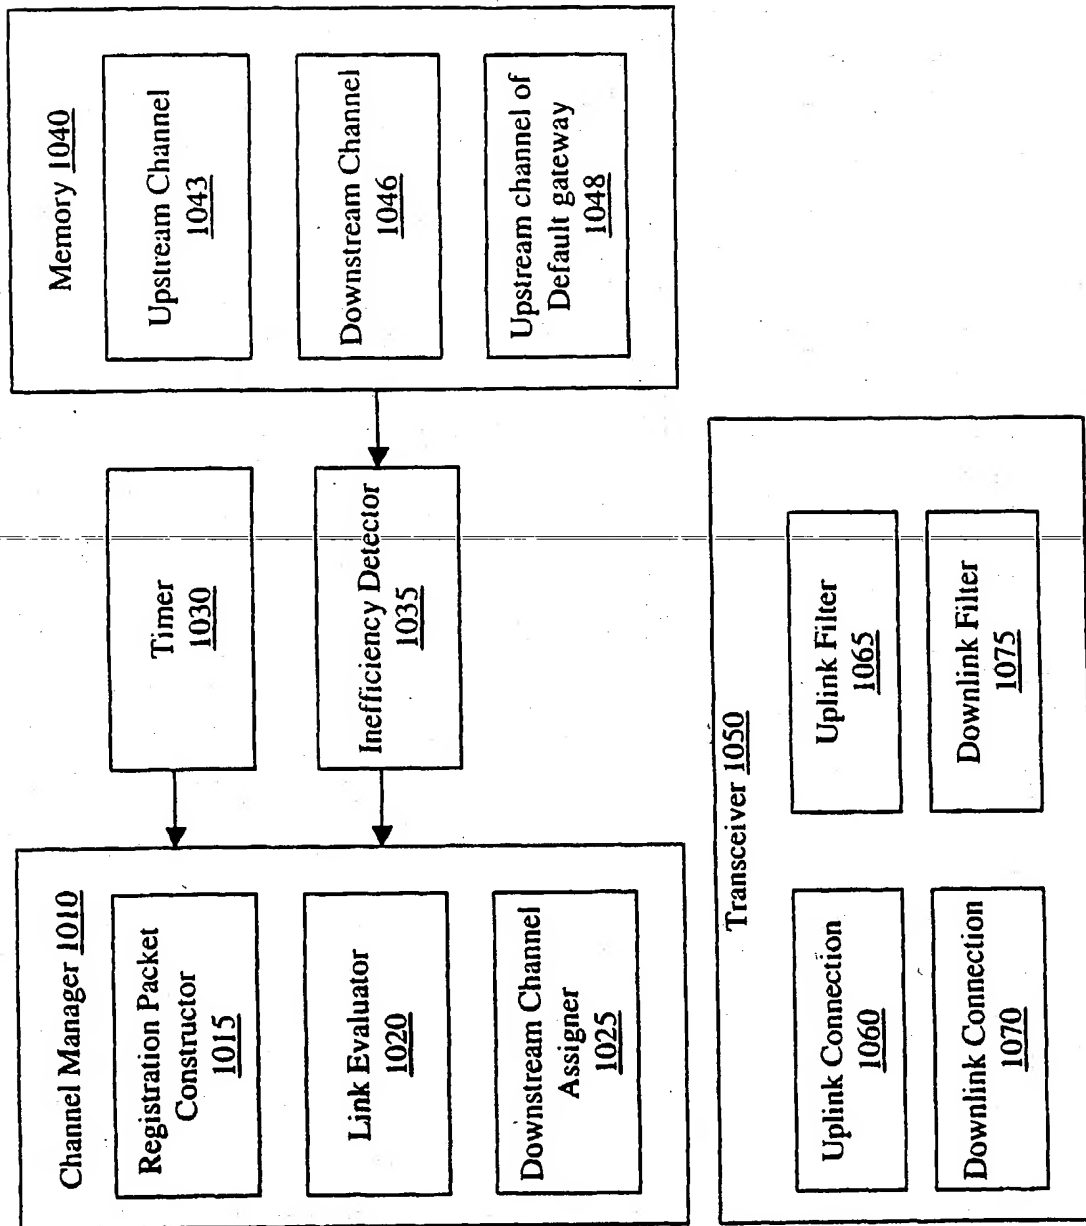 Channel Manager 1010
Registration Packet
Constructor
1015
Link Evaluator
1020
Downstream Channel
Assigner
1025
Timer
1030
Inefficiency Detector
1035
Memory 1040
Upstream Channel
1043
Downstream Channel
1046
Upstream channel of
Default gateway
1048
Transceiver 1050
Uplink Connection
1060
Uplink Filter
1065
Downlink Connection
1070
Downlink Filter
1075